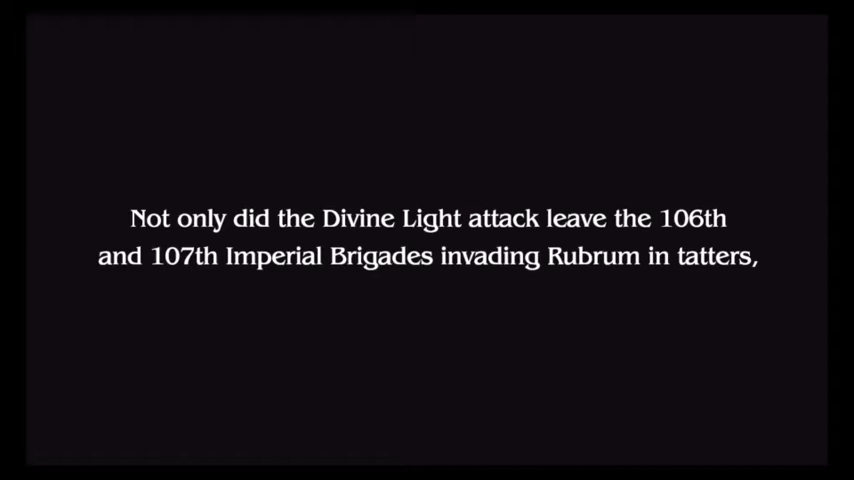 Not only did the Divine Light attack leave the 106th
and 107th Imperial Brigades invading Rubrum in tatters,